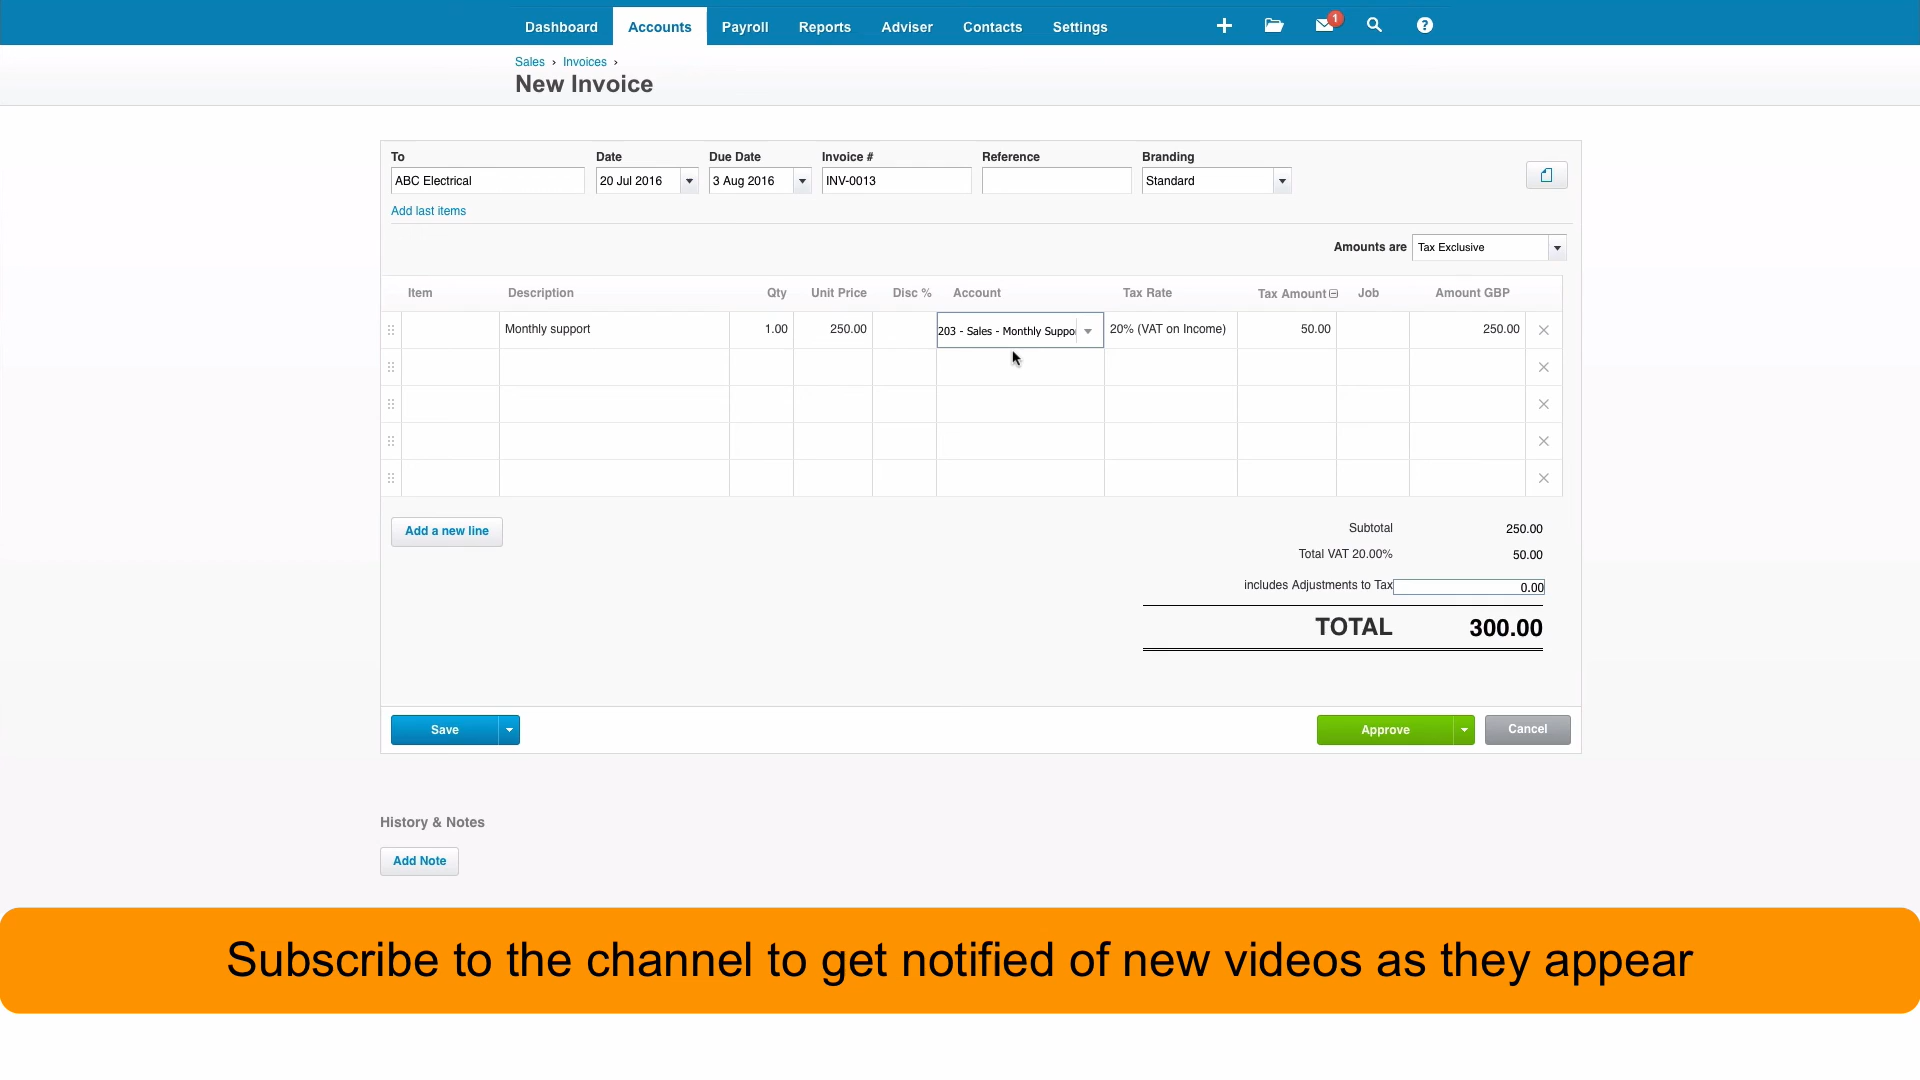 Dashboard Accounts Payroll Reports Adviser Contacts Settings 1 ?
Sales › Invoices ›
New Invoice
To Date Due Date Invoice # Reference Branding
ABC Electrical 20 Jul 2016 3 Aug 2016 INV-0013 Standard
Add last items
Amounts are Tax Exclusive
Item Description Qty Unit Price Disc % Account Tax Rate Tax Amount Job Amount GBP
Monthly support 1.00 250.00 203 - Sales - Monthly Suppo 20% (VAT on Income) 50.00 250.00
Add a new line
Subtotal 250.00
Total VAT 20.00% 50.00
includes Adjustments to Tax 0.00
TOTAL 300.00
Save Approve Cancel
History & Notes
Add Note
Subscribe to the channel to get notified of new videos as they appear